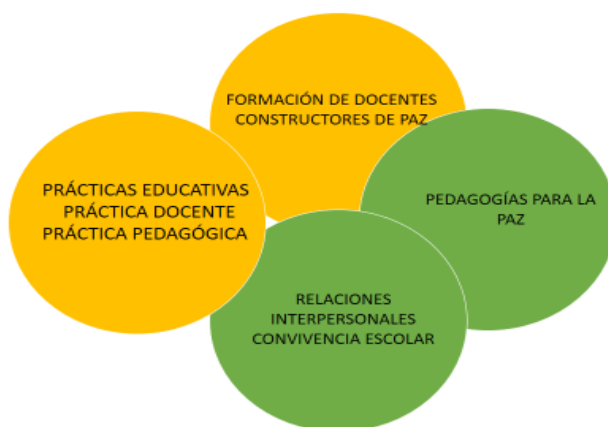 FORMACIÓN DE DOCENTES
CONSTRUCTORES DE PAZ
PRÁCTICAS EDUCATIVAS
PRÁCTICA DOCENTE
PRÁCTICA PEDAGÓGICA
PEDAGOGÍAS PARA LA
PAZ
RELACIONES
INTERPERSONALES
CONVIVENCIA ESCOLAR